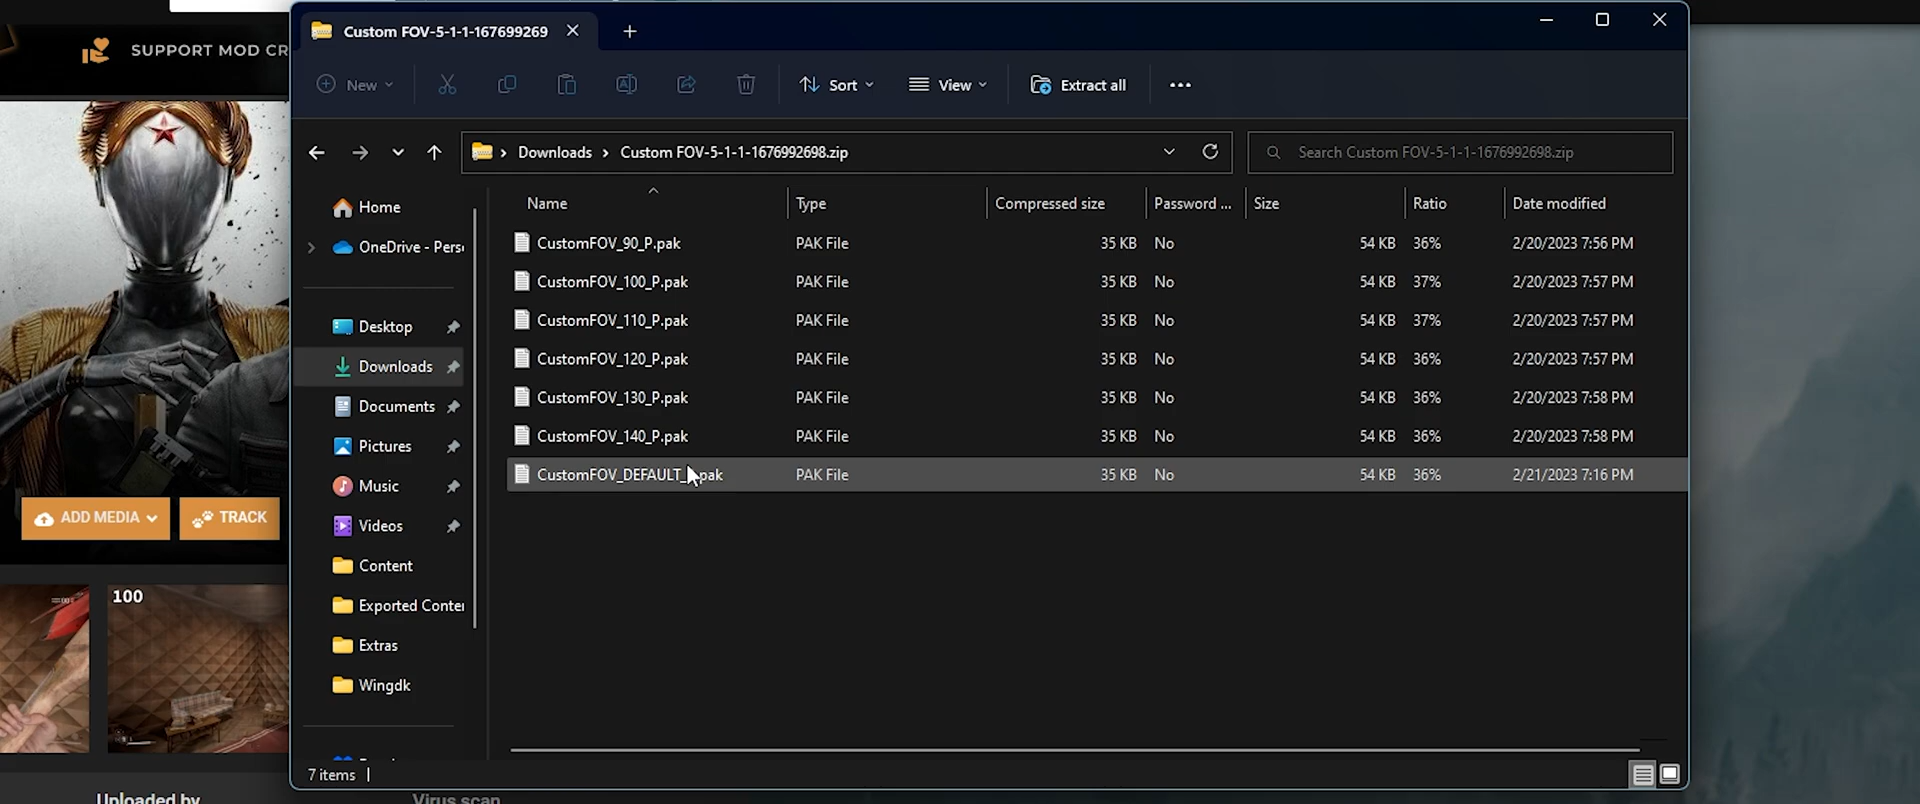 SUPPORT MOD CR
Custom FOV-5-1-1-167699269
New
Sort
View
Extract all
Downloads
Custom FOV-5-1-1-1676992698.zip
Search Custom FOV-5-1-1-1676992698.zip
Name Type Compressed size Password ... Size Ratio Date modified
CustomFOV_90_P.pak PAK File 35 KB No 54 KB 36% 2/20/2023 7:56 PM
CustomFOV_100_P.pak PAK File 35 KB No 54 KB 37% 2/20/2023 7:57 PM
CustomFOV_110_P.pak PAK File 35 KB No 54 KB 37% 2/20/2023 7:57 PM
CustomFOV_120_P.pak PAK File 35 KB No 54 KB 36% 2/20/2023 7:57 PM
CustomFOV_130_P.pak PAK File 35 KB No 54 KB 36% 2/20/2023 7:58 PM
CustomFOV_140_P.pak PAK File 35 KB No 54 KB 36% 2/20/2023 7:58 PM
CustomFOV_DEFAULT_ .pak PAK File 35 KB No 54 KB 36% 2/21/2023 7:16 PM
Home
OneDrive - Pers
Desktop
Downloads
Documents
Pictures
Music
Videos
Content
Exported Conte
Extras
Wingdk
7 items
ADD MEDIA
TRACK
100
Uploaded by
Virus scan